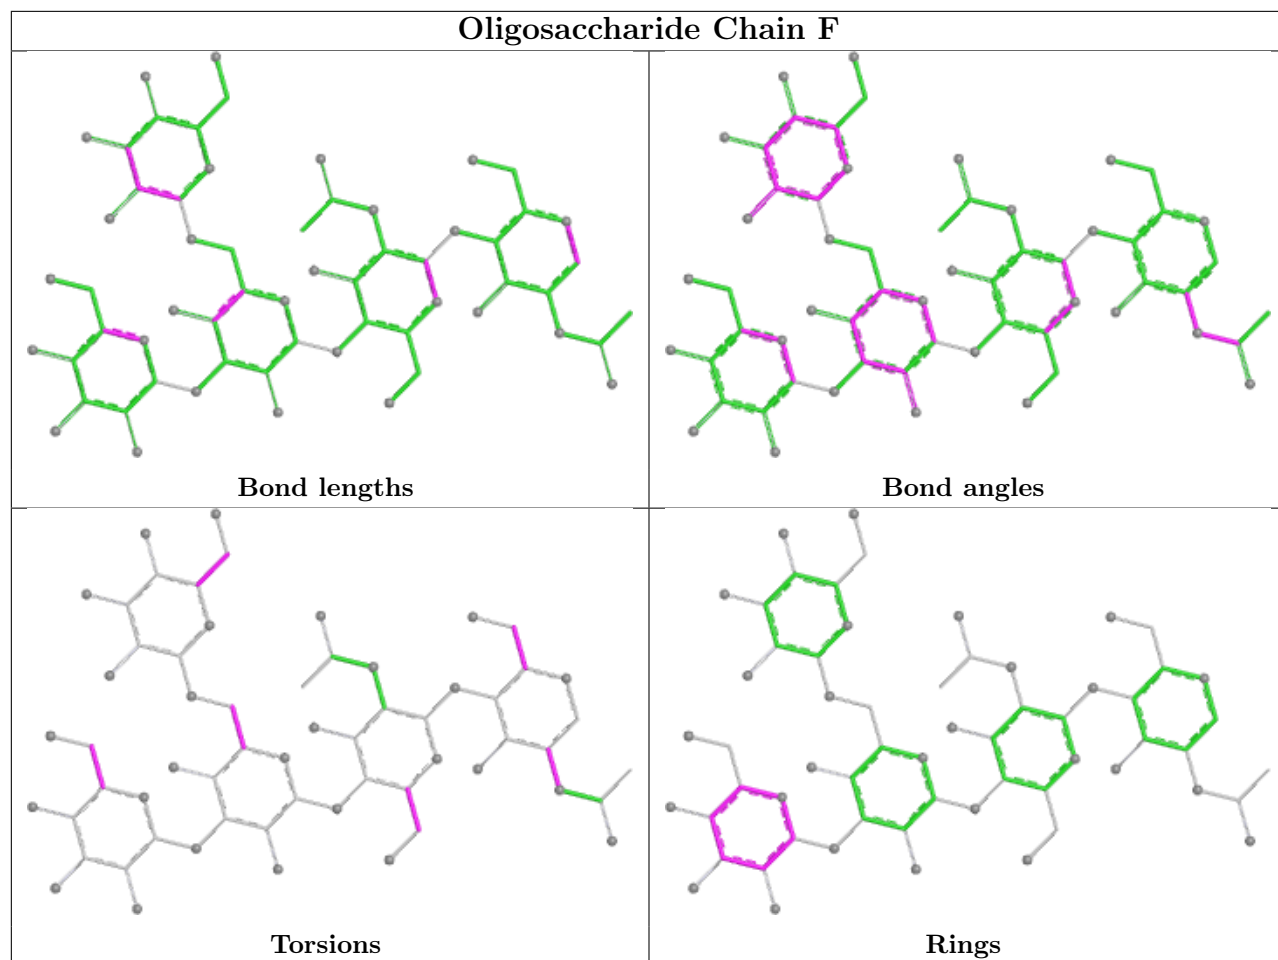 Oligosaccharide Chain F
Bond lengths
Bond angles
Torsions
Rings